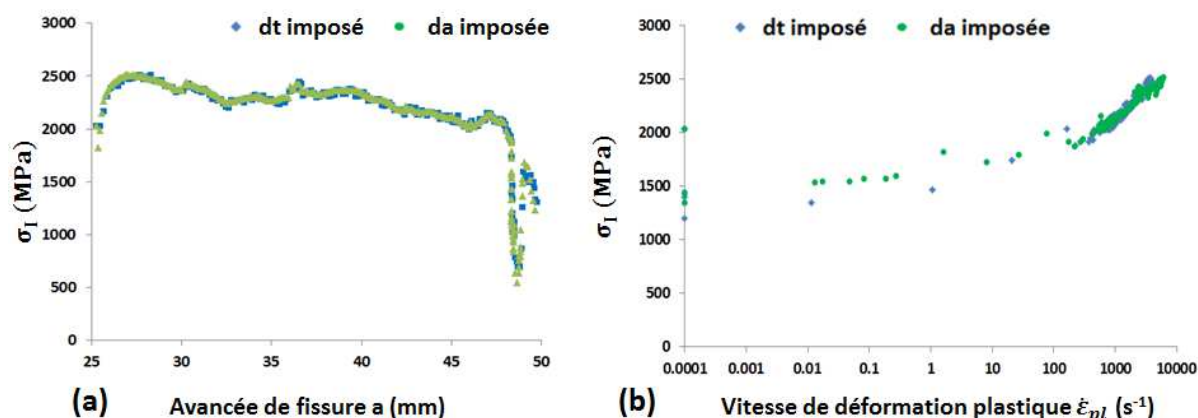 dt imposé da imposée
3000
2500
2000
1500
1000
500
0
σI (MPa)
25 30 35 40 45 50
(a) Avancée de fissure a (mm)
dt imposé da imposée
3000
2500
2000
1500
1000
500
0
σI (MPa)
0.0001 0.001 0.01 0.1 1 10 100 1000 10000
(b) Vitesse de déformation plastique ε̇pl (s-1)